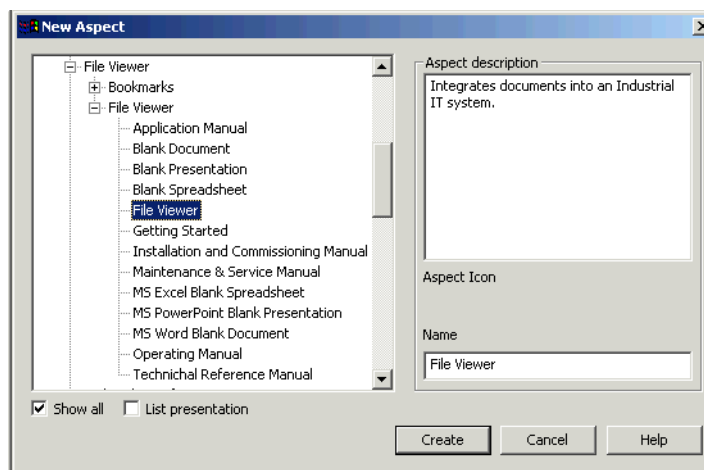 New Aspect
File Viewer
Bookmarks
File Viewer
Application Manual
Blank Document
Blank Presentation
Blank Spreadsheet
File Viewer
Getting Started
Installation and Commissioning Manual
Maintenance & Service Manual
MS Excel Blank Spreadsheet
MS PowerPoint Blank Presentation
MS Word Blank Document
Operating Manual
Technichal Reference Manual
Show all
List presentation
Aspect description
Integrates documents into an Industrial
IT system.
Aspect Icon
Name
File Viewer
Create
Cancel
Help